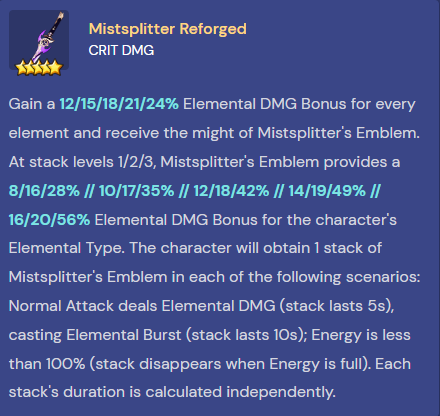 Mistsplitter Reforged
CRIT DMG
Gain a 12/15/18/21/24% Elemental DMG Bonus for every
element and receive the might of Mistsplitter's Emblem.
At stack levels 1/2/3, Mistsplitter's Emblem provides a
8/16/28% // 10/17/35% // 12/18/42% // 14/19/49% //
16/20/56% Elemental DMG Bonus for the character's
Elemental Type. The character will obtain 1 stack of
Mistsplitter's Emblem in each of the following scenarios:
Normal Attack deals Elemental DMG (stack lasts 5s),
casting Elemental Burst (stack lasts 10s); Energy is less
than 100% (stack disappears when Energy is full). Each
stack's duration is calculated independently.